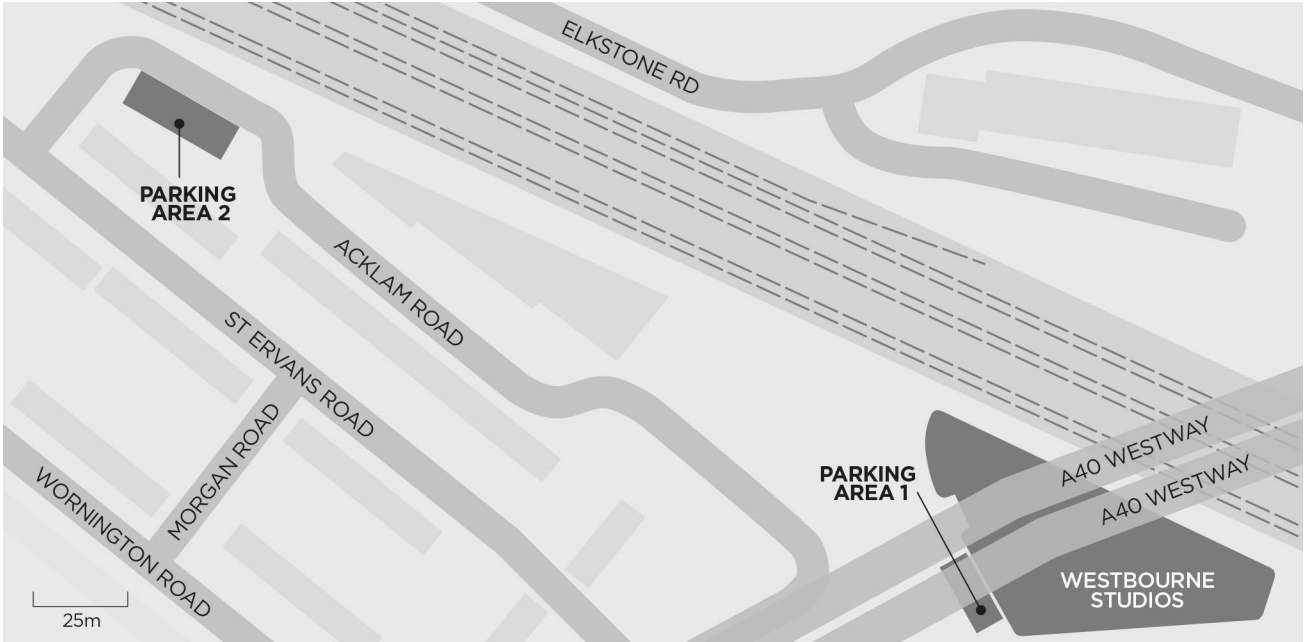 ELKSTONE RD
PARKING
AREA 2
ACKLAM ROAD
ST ERVANS ROAD
MORGAN ROAD
WORNINGTON ROAD
A40 WESTWAY
A40 WESTWAY
PARKING
AREA 1
WESTBOURNE
STUDIOS
25m